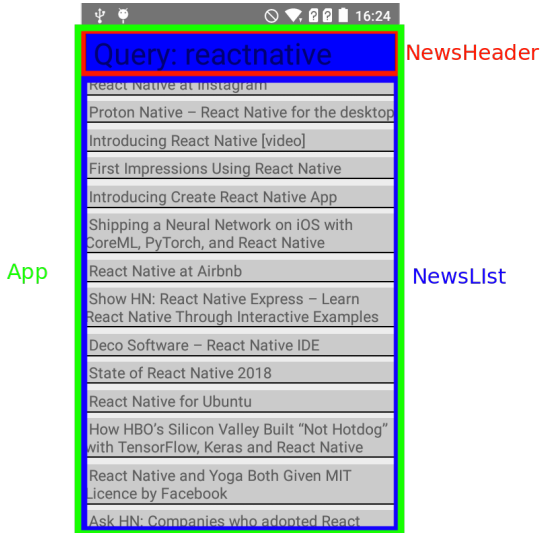 16:24
Query: reactnative
NewsHeader
React Native at Instagram
Proton Native – React Native for the desktop
Introducing React Native [video]
First Impressions Using React Native
Introducing Create React Native App
Shipping a Neural Network on iOS with
CoreML, PyTorch, and React Native
App
React Native at Airbnb
NewsLIst
Show HN: React Native Express – Learn
React Native Through Interactive Examples
Deco Software – React Native IDE
State of React Native 2018
React Native for Ubuntu
How HBO’s Silicon Valley Built “Not Hotdog”
with TensorFlow, Keras and React Native
React Native and Yoga Both Given MIT
Licence by Facebook
Ask HN: Companies who adopted React